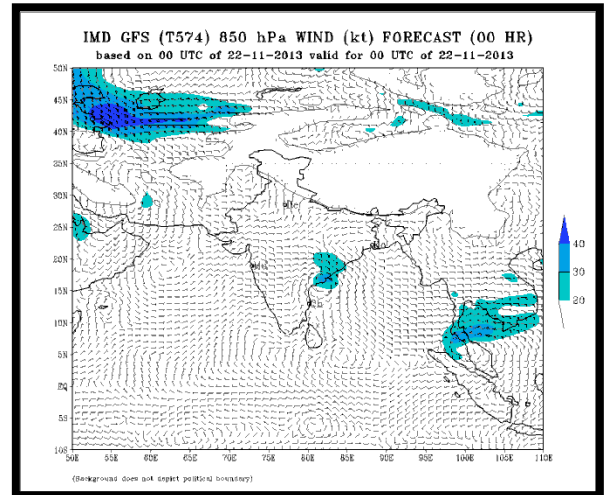 IMD GFS (T574) 850 hPa WIND (kt) FORECAST (00 HR)
based on 00 UTC of 22-11-2013 valid for 00 UTC of 22-11-2013
50N
45N
40N
35N
30N
25N
20N
15N
10N
5N
EQ
5S
10S
50E 55E 60E 65E 70E 75E 80E 85E 90E 95E 100E 105E 110E
40
30
20
(Background does not depict political boundary)